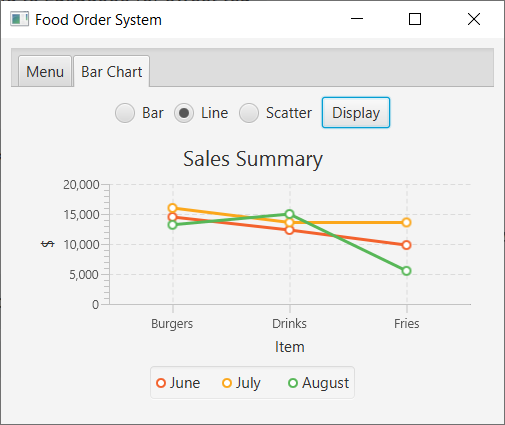 Food Order System
Menu Bar Chart
Bar Line Scatter Display
Sales Summary
20,000
15,000
10,000
5,000
0
$
Burgers Drinks Fries
Item
June July August